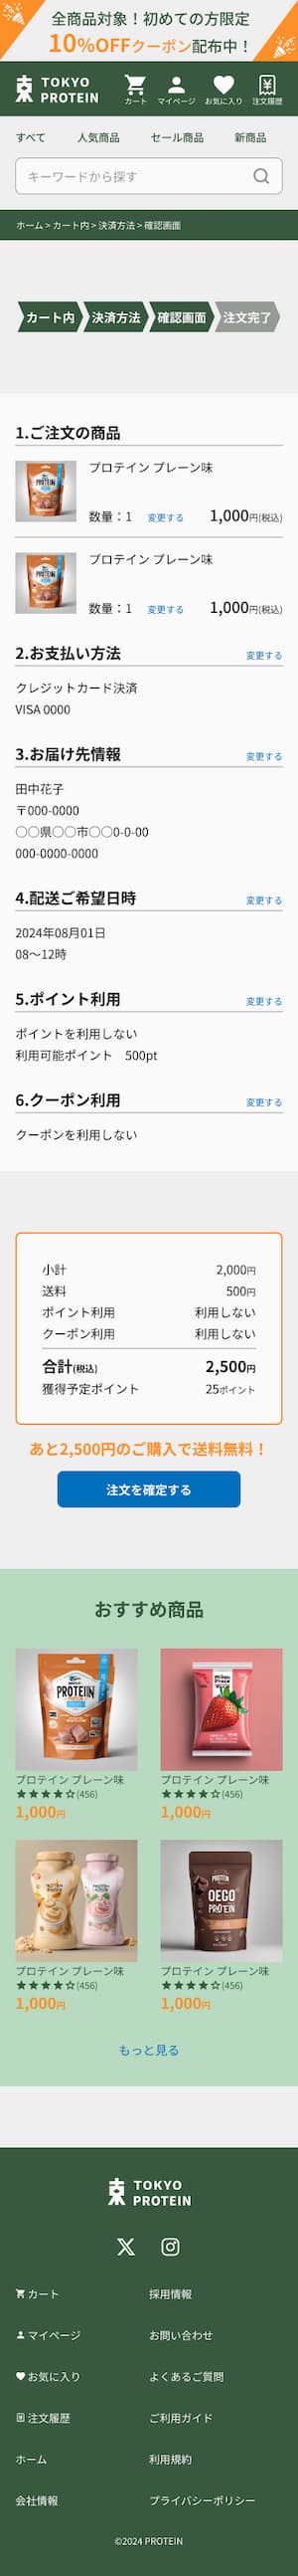 全商品対象！初めての方限定
10%OFFクーポン配布中！
TOKYO
PROTEIN
カート マイページ お気に入り 注文履歴
すべて 人気商品 セール商品 新商品
キーワードから探す
ホーム > カート内 > 決済方法 > 確認画面
カート内 決済方法 確認画面 注文完了
1.ご注文の商品
プロテイン プレーン味
数量：1 変更する 1,000円(税込)
プロテイン プレーン味
数量：1 変更する 1,000円(税込)
2.お支払い方法 変更する
クレジットカード決済
VISA 0000
3.お届け先情報 変更する
田中花子
〒000-0000
〇〇県〇〇市〇〇0-0-00
000-0000-0000
4.配送ご希望日時 変更する
2024年08月01日
08〜12時
5.ポイント利用 変更する
ポイントを利用しない
利用可能ポイント　500pt
6.クーポン利用 変更する
クーポンを利用しない
小計 2,000円
送料 500円
ポイント利用 利用しない
クーポン利用 利用しない
合計(税込) 2,500円
獲得予定ポイント 25ポイント
あと2,500円のご購入で送料無料！
注文を確定する
おすすめ商品
PROTEIIN
プロテイン プレーン味 プロテイン プレーン味
★★★★☆(456) ★★★★☆(456)
1,000円 1,000円
OEGO
プロテイン プレーン味 プロテイン プレーン味
★★★★☆(456) ★★★★☆(456)
1,000円 1,000円
もっと見る
TOKYO
PROTEIN
カート 採用情報
マイページ お問い合わせ
お気に入り よくあるご質問
注文履歴 ご利用ガイド
ホーム 利用規約
会社情報 プライバシーポリシー
©2024 PROTEIN